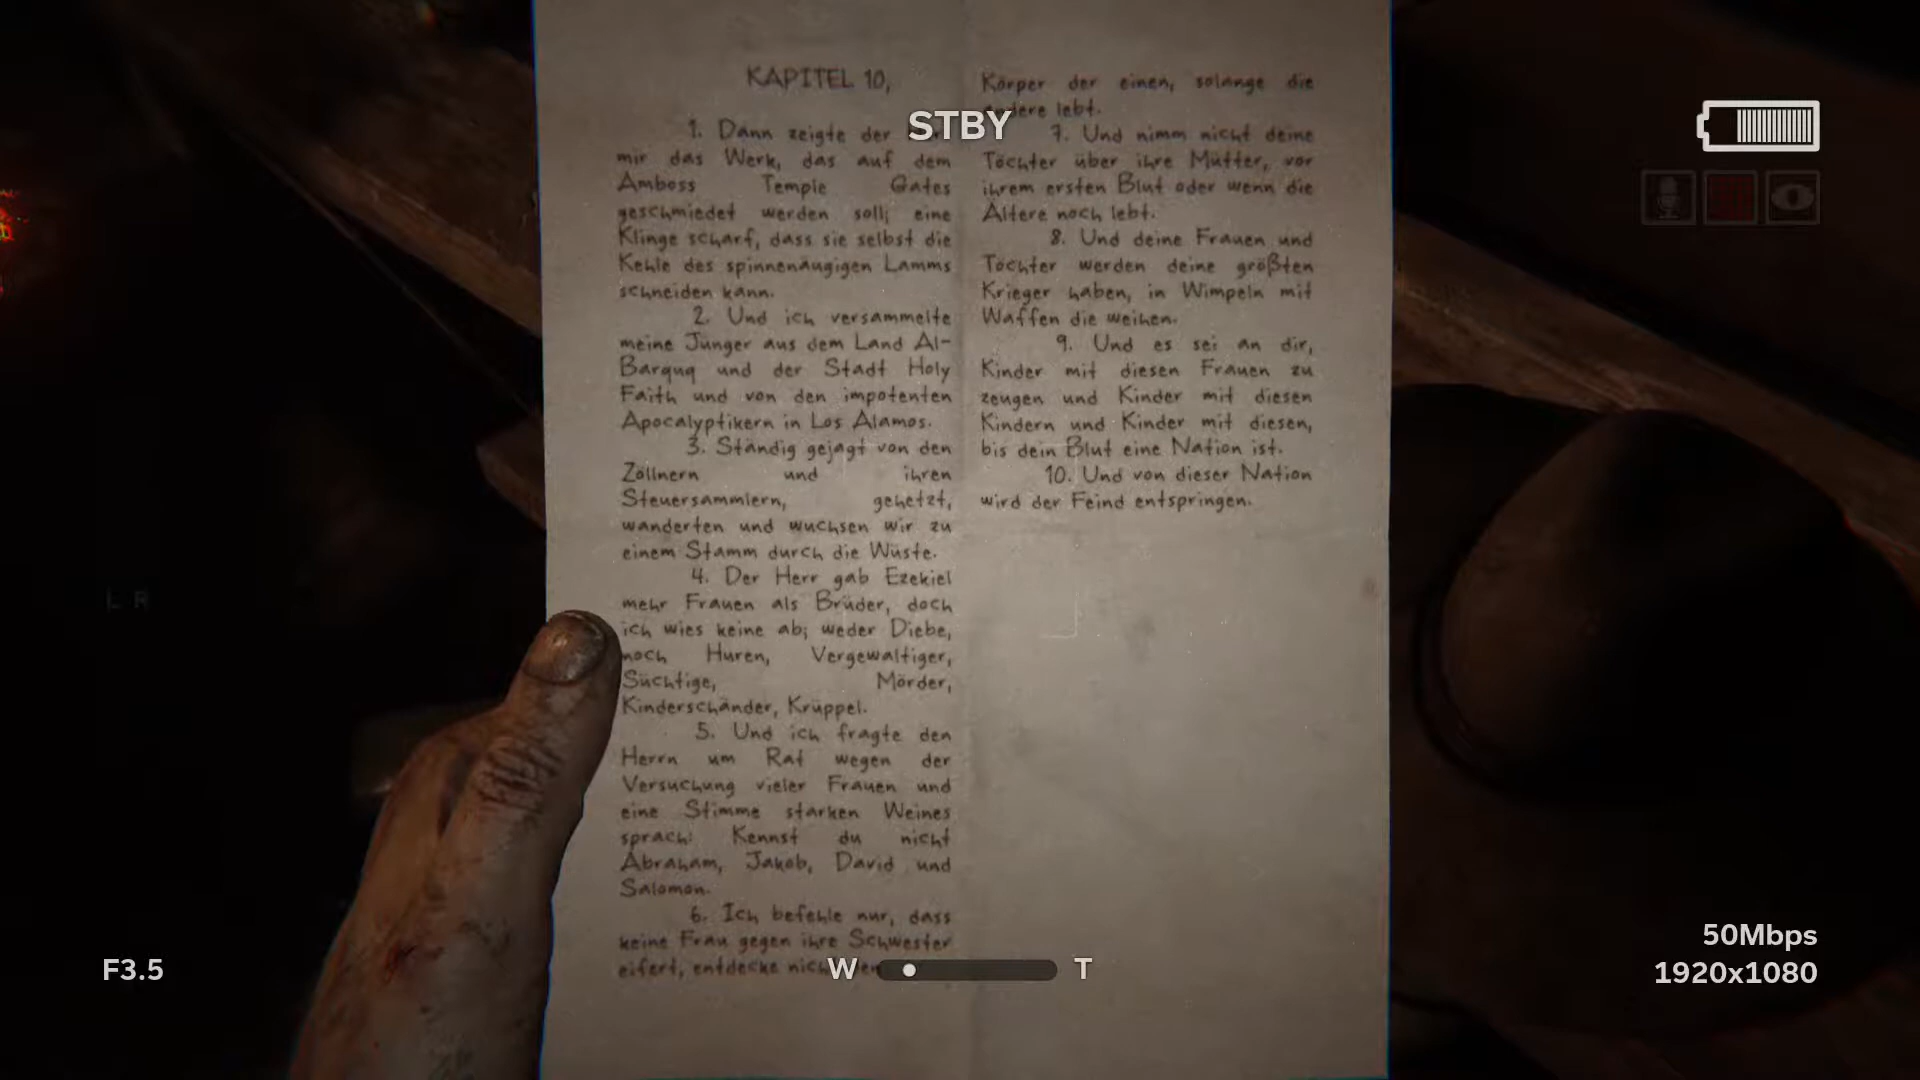 KAPITEL 10,
1. Dann zeigte der
mir das Werk, das auf dem
Amboss Temple Gates
geschmiedet werden soll; eine
Klinge scharf, dass sie selbst die
Kehle des spinnenäugigen Lamms
schneiden kann.
2. Und ich versammelte
meine Jünger aus dem Land Al-
Barquq und der Stadt Holy
Faith und von den impotenten
Apocalyptikern in Los Alamos.
3. Ständig gejagt von den
Zöllnern und ihren
Steuersammlern, gehetzt,
wanderten und wuchsen wir zu
einem Stamm durch die Wüste.
4. Der Herr gab Ezekiel
mehr Frauen als Brüder, doch
ich wies keine ab; weder Diebe,
noch Huren, Vergewaltiger,
Süchtige, Mörder,
Kinderschänder, Krüppel.
5. Und ich fragte den
Herrn um Rat wegen der
Versuchung vieler Frauen und
eine Stimme starken Weines
sprach: Kennst du nicht
Abraham, Jakob, David und
Salomon.
6. Ich befehle nur, dass
keine Frau gegen ihre Schwester
eifert, entdecke
Körper der einen, solange die
andere lebt.
7. Und nimm nicht deine
Töchter über ihre Mütter, vor
ihrem ersten Blut oder wenn die
Ältere noch lebt.
8. Und deine Frauen und
Töchter werden deine größten
Krieger haben, in Wimpeln mit
Waffen die weihen.
9. Und es sei an dir,
Kinder mit diesen Frauen zu
zeugen und Kinder mit diesen
Kindern und Kinder mit diesen,
bis dein Blut eine Nation ist.
10. Und von dieser Nation
wird der Feind entspringen.
STBY
L R
F3.5
W T
50Mbps
1920x1080